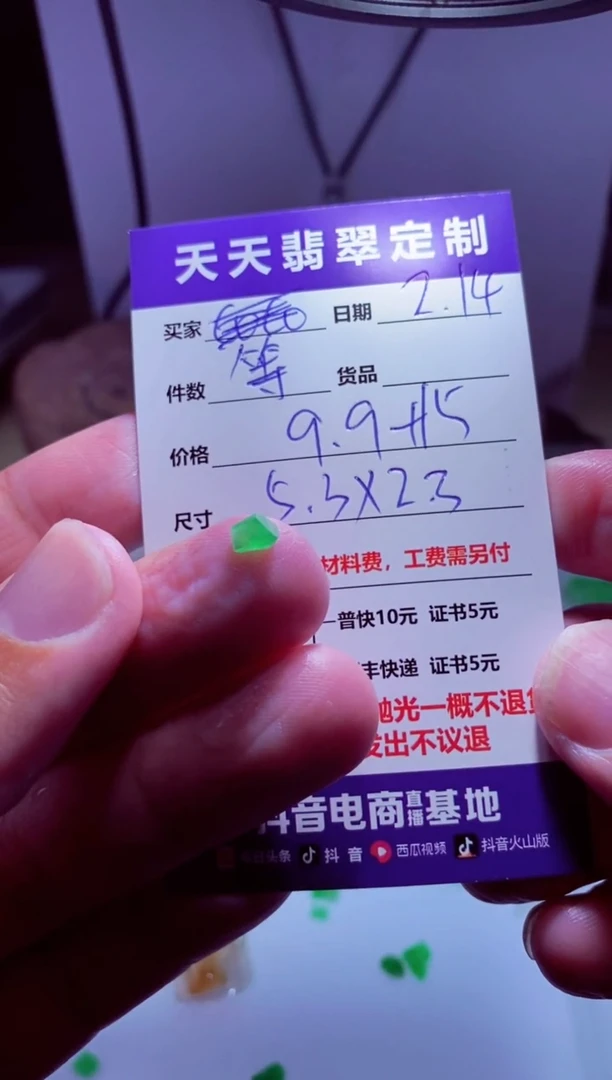 天天翡翠定制
买家 日期 2.14
件数 等 货品
价格 9.9+15
尺寸 5.3X2.3
材料费，工费需另付
普快10元 证书5元
丰快递 证书5元
抛光一概不退货
发出不议退
抖音电商直播基地
头条 抖音 西瓜视频 抖音火山版